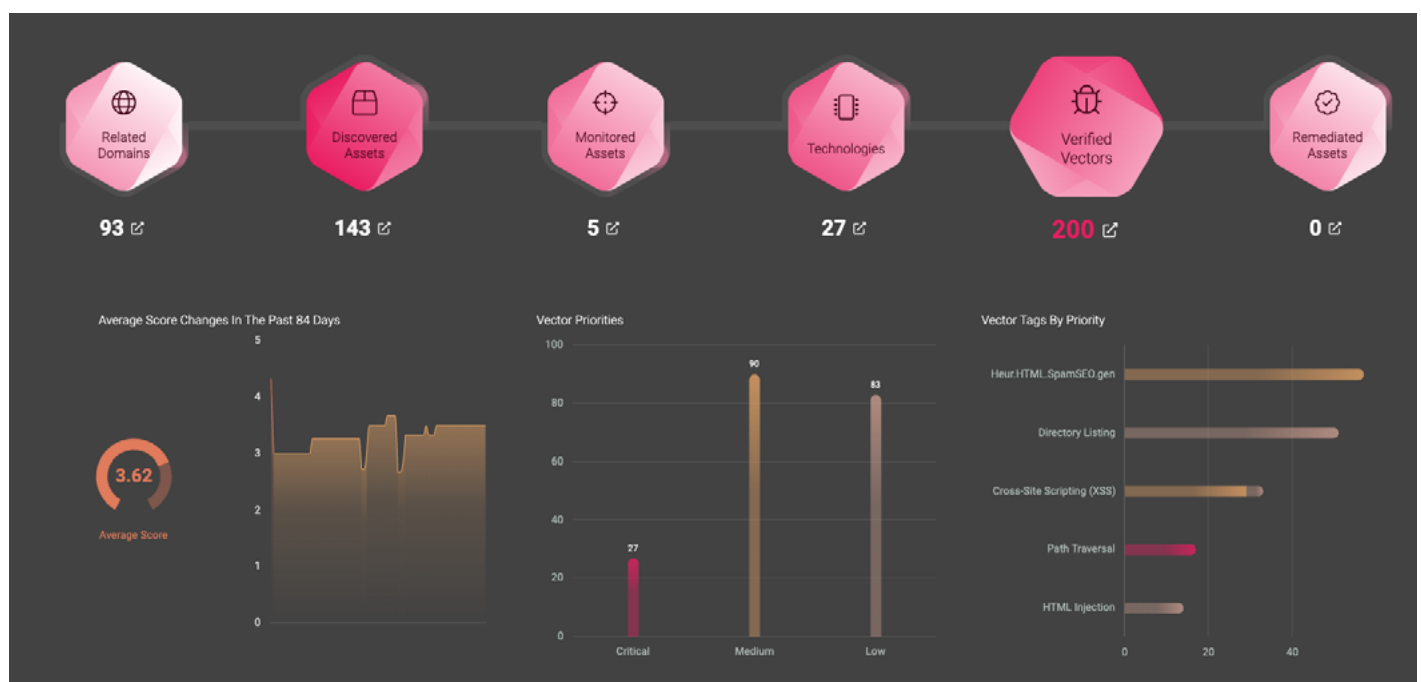 Related
Domains
Discovered
Assets
Monitored
Assets
Technologies
Verified
Vectors
Remediated
Assets
93
143
5
27
200
0
Average Score Changes In The Past 84 Days
5
4
3
2
1
0
3.62
Average Score
Vector Priorities
100
80
60
40
20
0
27
90
83
Critical
Medium
Low
Vector Tags By Priority
Heur.HTML.SpamSEO.gen
Directory Listing
Cross-Site Scripting (XSS)
Path Traversal
HTML Injection
0
20
40